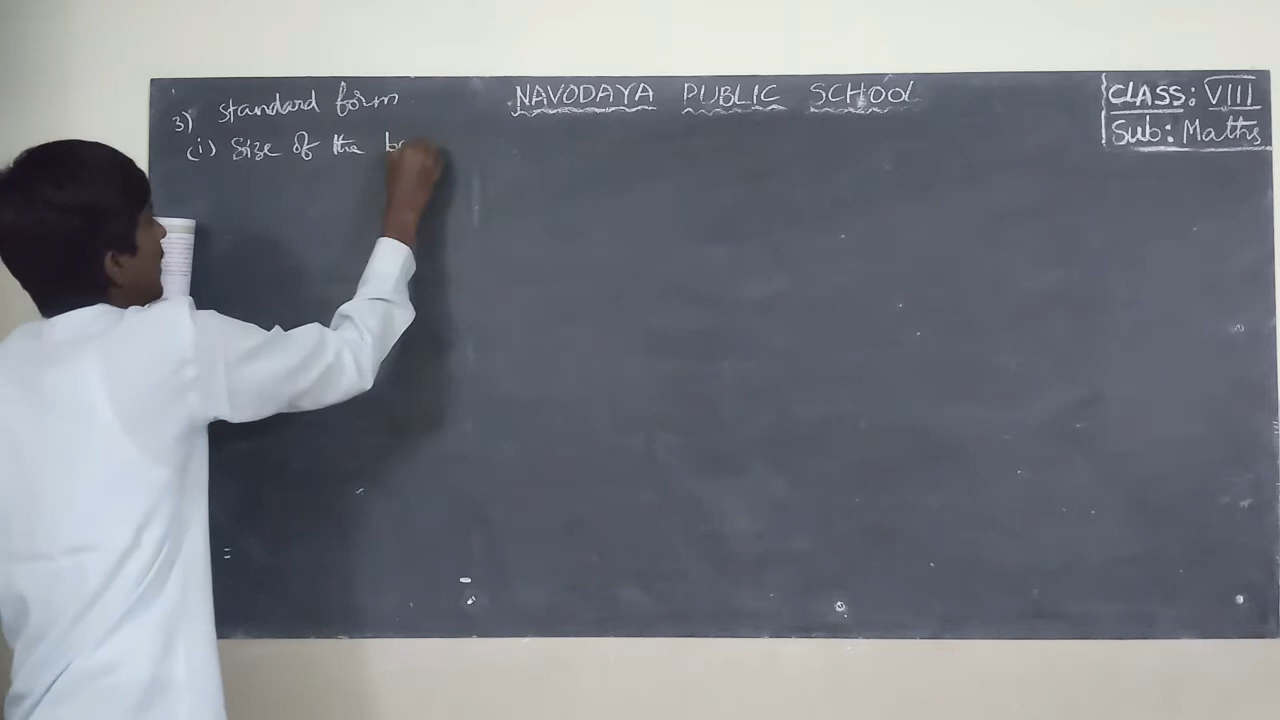 NAVODAYA PUBLIC SCHOOL
CLASS: VIII
Sub: Maths
3) Standard form
(i) Size of the